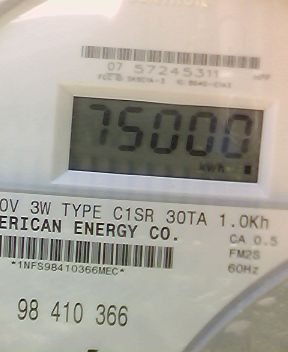 07 57245311
75000
kWh
0V 3W TYPE C1SR 30TA 1.0Kh
ERICAN ENERGY CO.
CA 0.5
FM2S
60Hz
*1NFS98410366MEC*
98 410 366